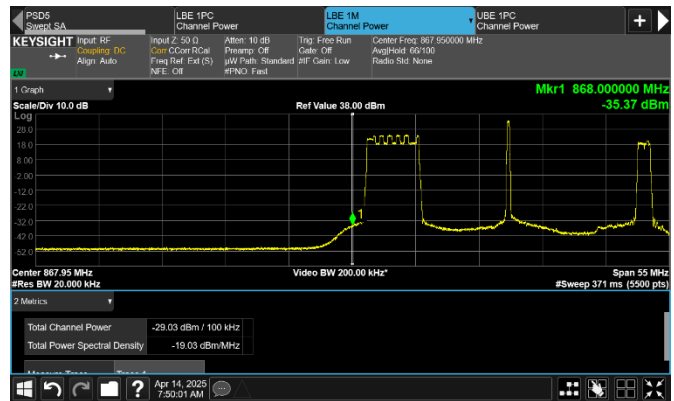 PSD5
Swept SA
LBE 1PC
Channel Power
LBE 1M
Channel Power
UBE 1PC
Channel Power
KEYSIGHT
Input: RF
Coupling: DC
Align: Auto
LXI
Input Z: 50 Ω
Corr CCorr RCal
Freq Ref: Ext (S)
NFE: Off
Atten: 10 dB
Preamp: Off
µW Path: Standard
#PNO: Fast
Trig: Free Run
Gate: Off
#IF Gain: Low
Center Freq: 867.950000 MHz
Avg|Hold: 66/100
Radio Std: None
1 Graph
Mkr1 868.000000 MHz
Scale/Div 10.0 dB
Ref Value 38.00 dBm
-35.37 dBm
Log
28.0
18.0
8.00
-2.00
-12.0
-22.0
-32.0
1
-42.0
-52.0
Center 867.95 MHz
Video BW 200.00 kHz*
Span 55 MHz
#Res BW 20.000 kHz
#Sweep 371 ms (5500 pts)
2 Metrics
Total Channel Power
-29.03 dBm / 100 kHz
Total Power Spectral Density
-19.03 dBm/MHz
Measure Trace
Trace 1
?
Apr 14, 2025
7:50:01 AM